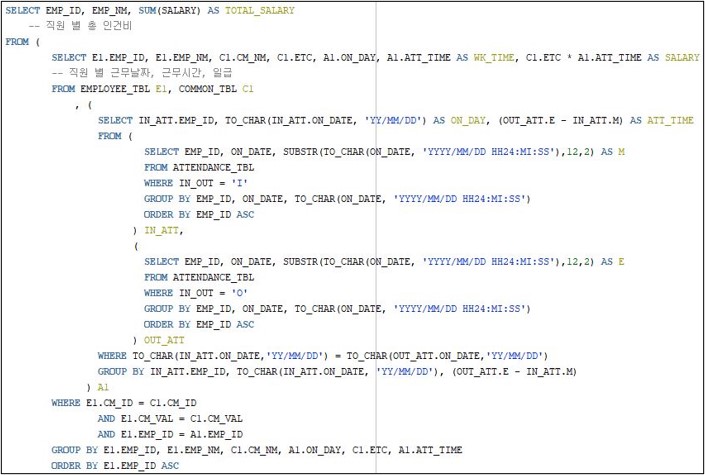 SELECT EMP_ID, EMP_NM, SUM(SALARY) AS TOTAL_SALARY
-- 직원 별 총 인건비
FROM (
SELECT E1.EMP_ID, E1.EMP_NM, C1.CM_NM, C1.ETC, A1.ON_DAY, A1.ATT_TIME AS WK_TIME, C1.ETC * A1.ATT_TIME AS SALARY
-- 직원 별 근무날짜, 근무시간, 일급
FROM EMPLOYEE_TBL E1, COMMON_TBL C1
, (
SELECT IN_ATT.EMP_ID, TO_CHAR(IN_ATT.ON_DATE, 'YY/MM/DD') AS ON_DAY, (OUT_ATT.E - IN_ATT.M) AS ATT_TIME
FROM (
SELECT EMP_ID, ON_DATE, SUBSTR(TO_CHAR(ON_DATE, 'YYYY/MM/DD HH24:MI:SS'),12,2) AS M
FROM ATTENDANCE_TBL
WHERE IN_OUT = 'I'
GROUP BY EMP_ID, ON_DATE, TO_CHAR(ON_DATE, 'YYYY/MM/DD HH24:MI:SS')
ORDER BY EMP_ID ASC
) IN_ATT,
(
SELECT EMP_ID, ON_DATE, SUBSTR(TO_CHAR(ON_DATE, 'YYYY/MM/DD HH24:MI:SS'),12,2) AS E
FROM ATTENDANCE_TBL
WHERE IN_OUT = 'O'
GROUP BY EMP_ID, ON_DATE, TO_CHAR(ON_DATE, 'YYYY/MM/DD HH24:MI:SS')
ORDER BY EMP_ID ASC
) OUT_ATT
WHERE TO_CHAR(IN_ATT.ON_DATE,'YY/MM/DD') = TO_CHAR(OUT_ATT.ON_DATE,'YY/MM/DD')
GROUP BY IN_ATT.EMP_ID, TO_CHAR(IN_ATT.ON_DATE, 'YY/MM/DD'), (OUT_ATT.E - IN_ATT.M)
) A1
WHERE E1.CM_ID = C1.CM_ID
AND E1.CM_VAL = C1.CM_VAL
AND E1.EMP_ID = A1.EMP_ID
GROUP BY E1.EMP_ID, E1.EMP_NM, C1.CM_NM, A1.ON_DAY, C1.ETC, A1.ATT_TIME
ORDER BY E1.EMP_ID ASC